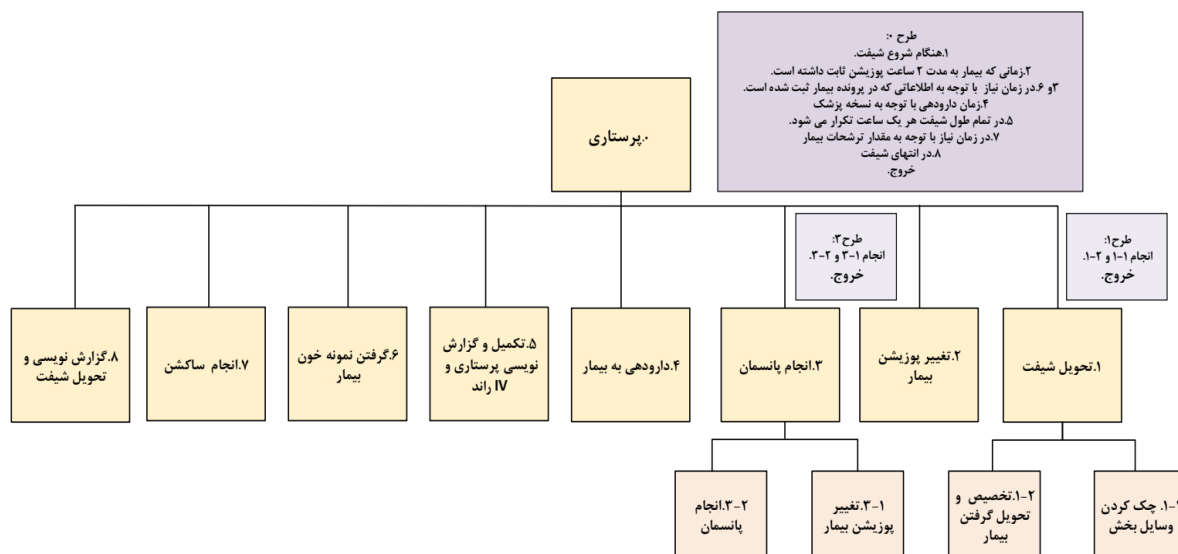 طرح ۰:
۱.هنگام شروع شیفت.
۲.زمانی که بیمار به مدت ۲ ساعت پوزیشن ثابت داشته است.
۳و ۶.در زمان نیاز با توجه به اطلاعاتی که در پرونده بیمار ثبت شده است.
۴.زمان دارودهی با توجه به نسخه پزشک
۵.در تمام طول شیفت هر یک ساعت تکرار می شود.
۷.در زمان نیاز با توجه به مقدار ترشحات بیمار
۸.در انتهای شیفت
خروج.
۰.پرستاری
طرح۱:
انجام ۱-۱ و ۲-۱.
خروج.
طرح۳:
انجام ۱-۳ و ۲-۳.
خروج.
۱.تحویل شیفت
۲.تغییر پوزیشن
بیمار
۳.انجام پانسمان
۴.دارودهی به بیمار
۵.تکمیل و گزارش
نویسی پرستاری و
راند IV
۶.گرفتن نمونه خون
بیمار
۷.انجام ساکشن
۸.گزارش نویسی و
تحویل شیفت
۱-۱. چک کردن
وسایل بخش
۱-۲.تخصیص و
تحویل گرفتن
بیمار
۳-۱.تغییر
پوزیشن بیمار
۳-۲.انجام
پانسمان